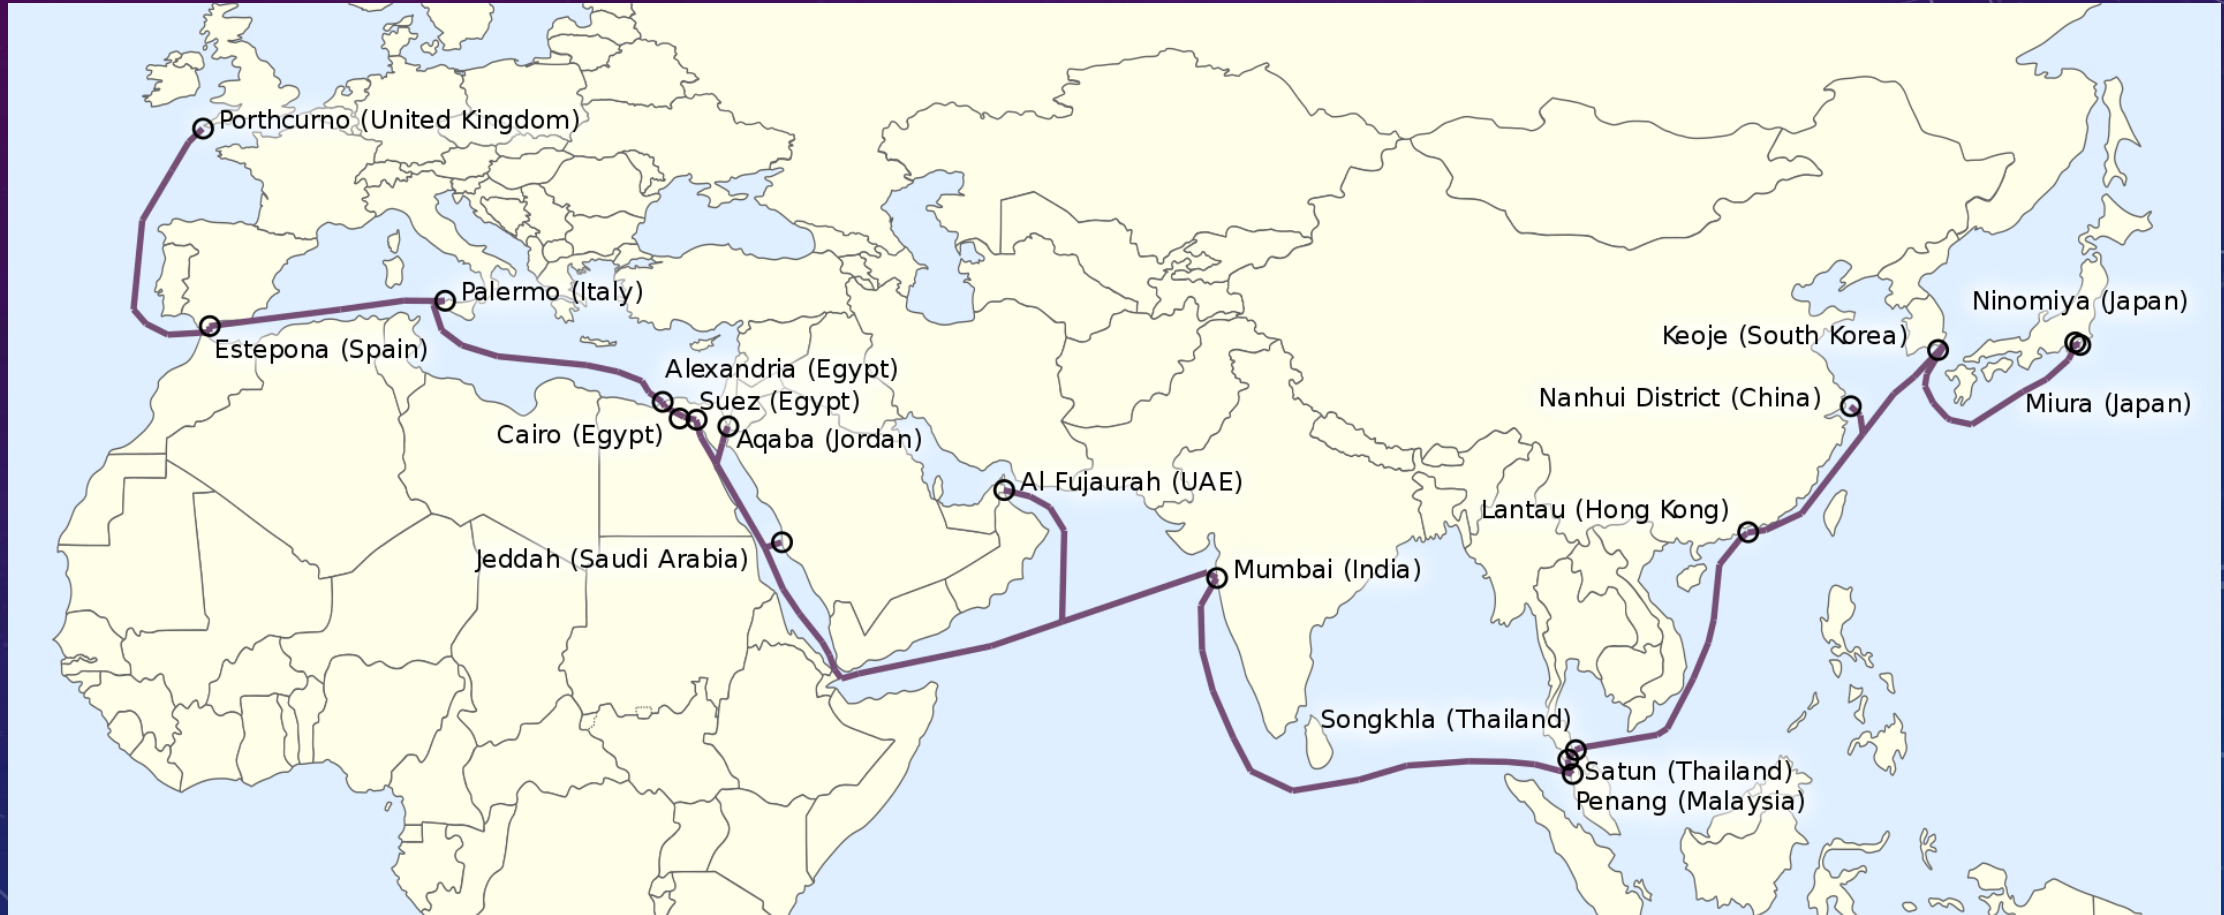 Porthcurno (United Kingdom)
Palermo (Italy)
Ninomiya (Japan)
Keoje (South Korea)
Estepona (Spain)
Alexandria (Egypt)
Nanhui District (China)
Suez (Egypt)
Miura (Japan)
Cairo (Egypt)
Aqaba (Jordan)
Al Fujaurah (UAE)
Lantau (Hong Kong)
Jeddah (Saudi Arabia)
Mumbai (India)
Songkhla (Thailand)
Satun (Thailand)
Penang (Malaysia)